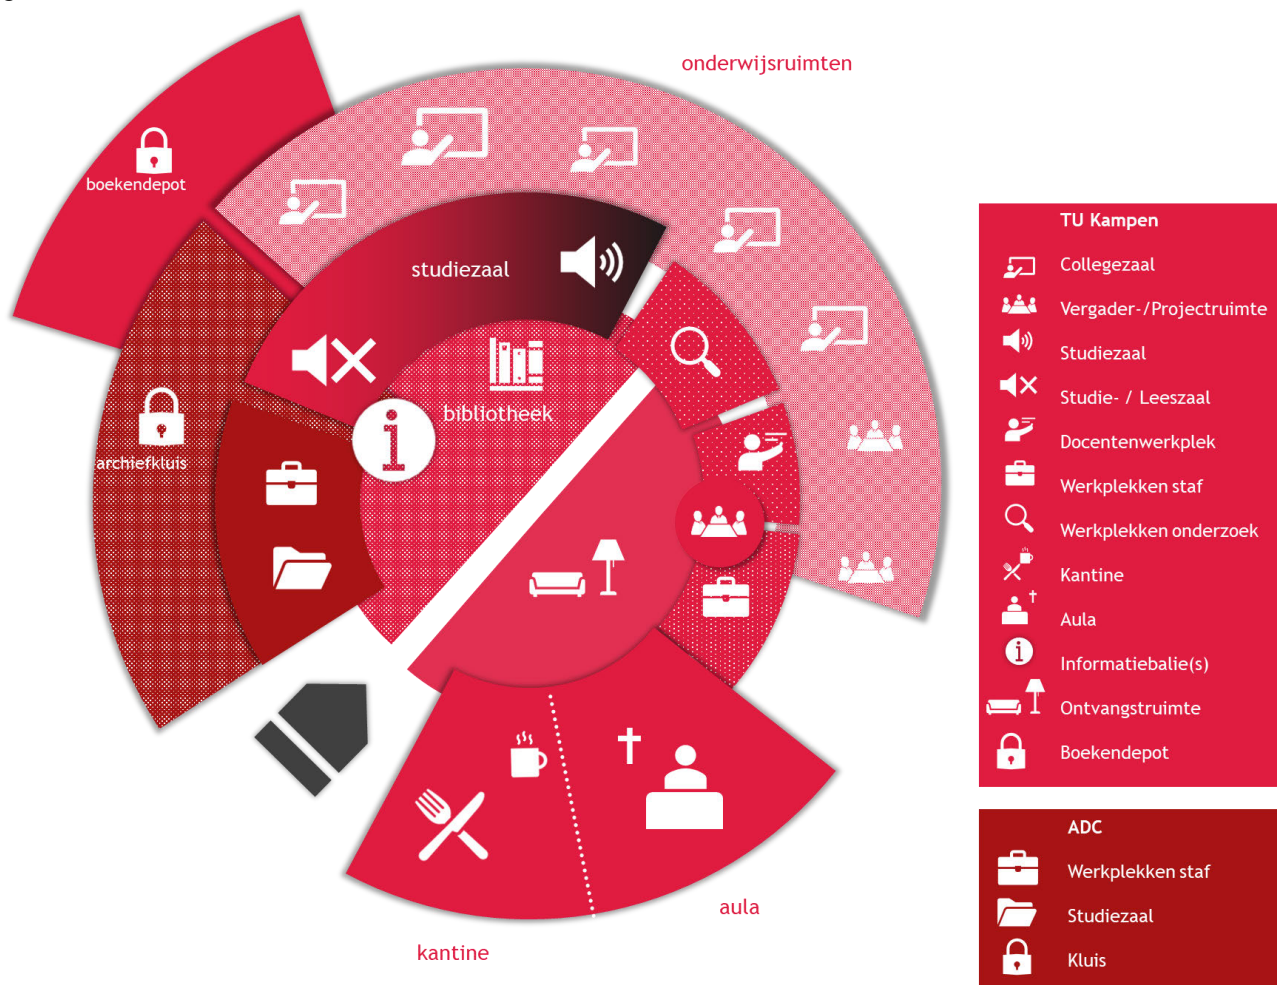 onderwijsruimten
boekendepot
studiezaal
bibliotheek
archiefkluis
aula
kantine
TU Kampen
Collegezaal
Vergader-/Projectruimte
Studiezaal
Studie- / Leeszaal
Docentenwerkplek
Werkplekken staf
Werkplekken onderzoek
Kantine
Aula
Informatiebalie(s)
Ontvangstruimte
Boekendepot
ADC
Werkplekken staf
Studiezaal
Kluis